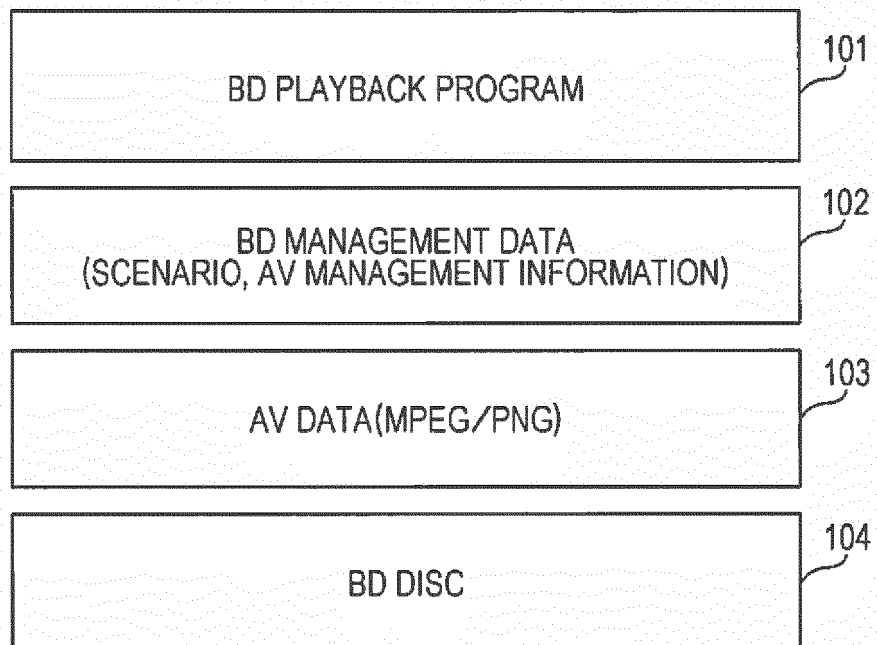 BD PLAYBACK PROGRAM
101
BD MANAGEMENT DATA
(SCENARIO, AV MANAGEMENT INFORMATION)
102
AV DATA(MPEG/PNG)
103
BD DISC
104